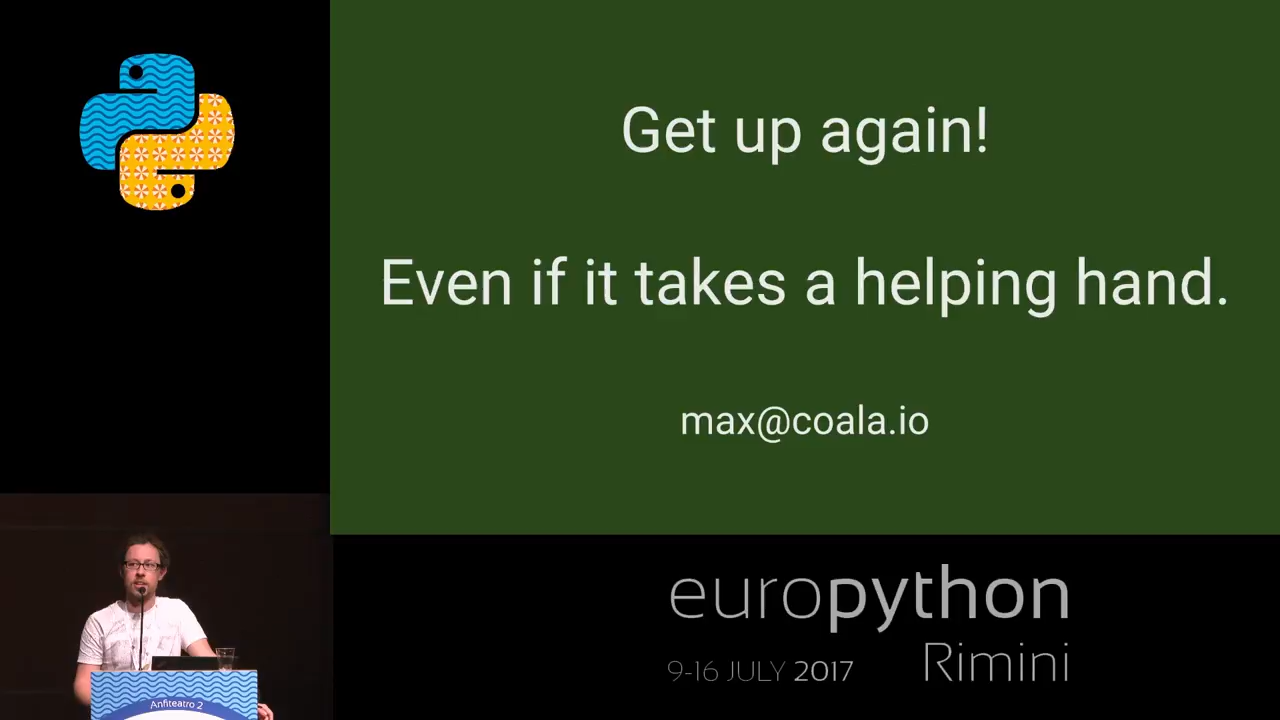 Get up again!
Even if it takes a helping hand.
max@coala.io
europython
Rimini
9-16 JULY 2017
Anfiteatro 2